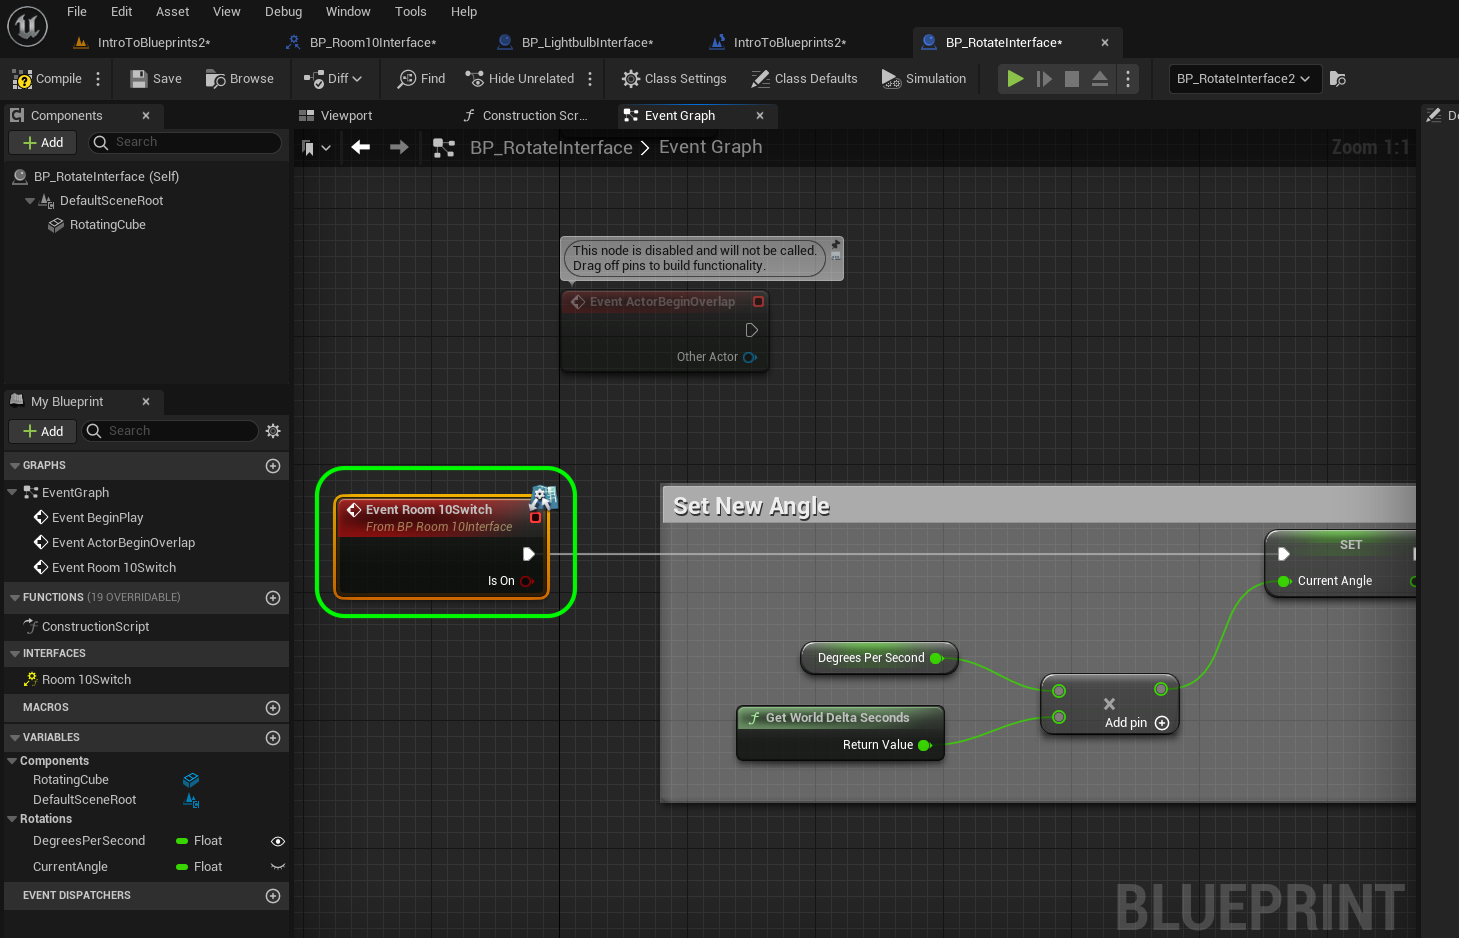 File Edit Asset View Debug Window Tools Help
IntroToBlueprints2* BP_Room10Interface* BP_LightbulbInterface* IntroToBlueprints2* BP_RotateInterface*
Compile Save Browse Diff Find Hide Unrelated Class Settings Class Defaults Simulation BP_RotateInterface2
Components
Add Search
BP_RotateInterface (Self)
DefaultSceneRoot
RotatingCube
My Blueprint
Add Search
GRAPHS
EventGraph
Event BeginPlay
Event ActorBeginOverlap
Event Room 10Switch
FUNCTIONS (19 OVERRIDABLE)
ConstructionScript
INTERFACES
Room 10Switch
MACROS
VARIABLES
Components
RotatingCube
DefaultSceneRoot
Rotations
DegreesPerSecond Float
CurrentAngle Float
EVENT DISPATCHERS
Viewport Construction Scr... Event Graph
BP_RotateInterface > Event Graph Zoom 1:1
This node is disabled and will not be called.
Drag off pins to build functionality.
Event ActorBeginOverlap
Other Actor
Event Room 10Switch
From BP Room 10Interface
Is On
Set New Angle
SET
Current Angle
Degrees Per Second
Get World Delta Seconds
Return Value
Add pin
BLUEPRINT